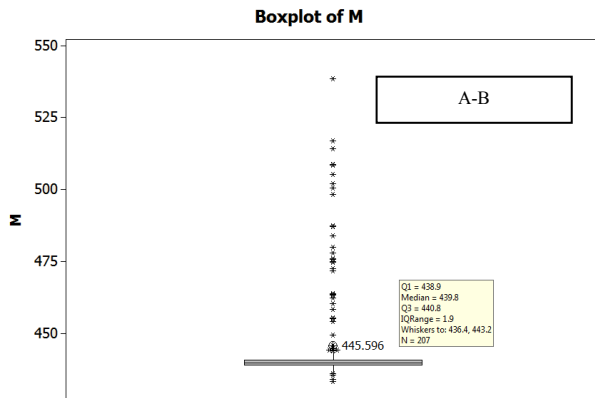 Boxplot of M
550
A-B
525
500
M
475
Q1 = 438.9
Median = 439.8
Q3 = 440.8
IQRange = 1.9
Whiskers to: 436.4, 443.2
N = 207
450
445.596